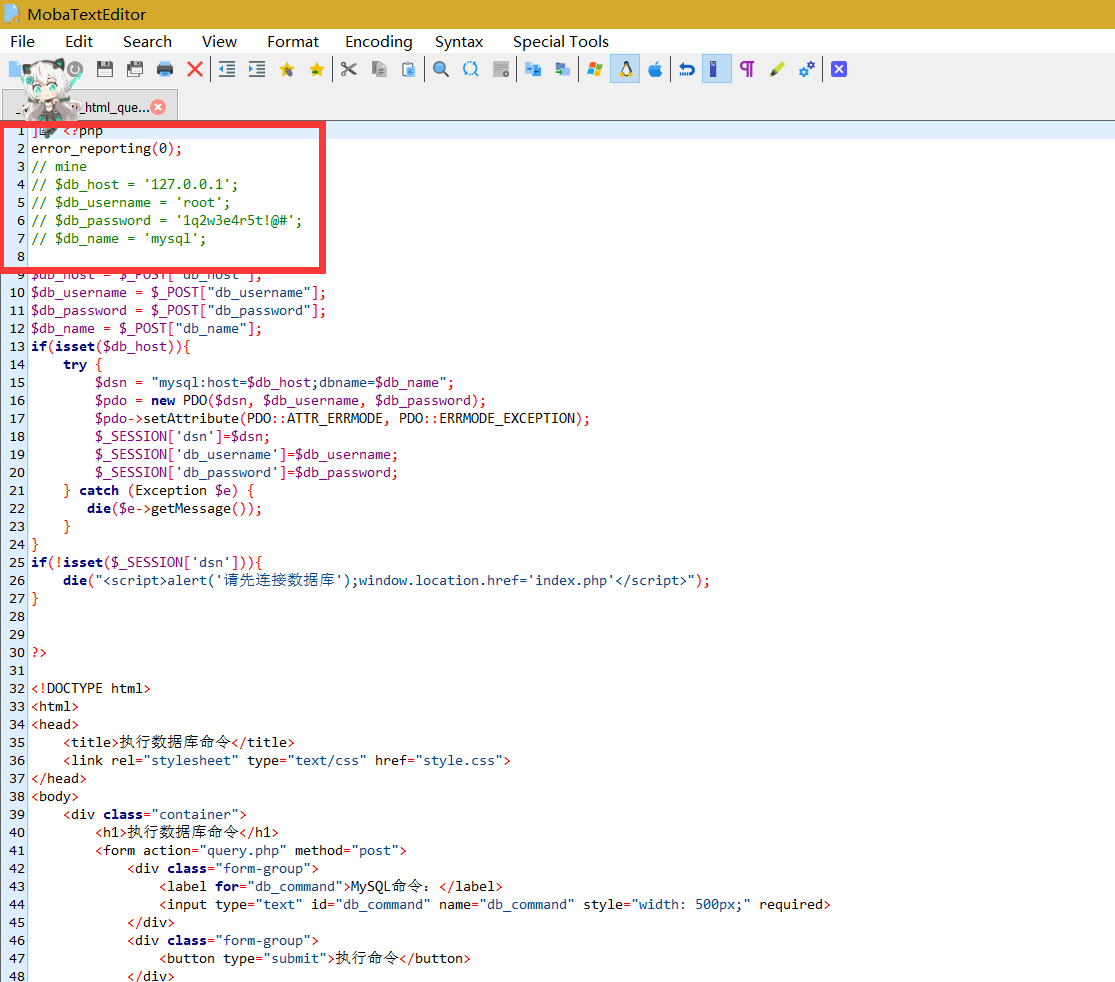 MobaTextEditor
File Edit Search View Format Encoding Syntax Special Tools
_html_que...
1 <?php
2 error_reporting(0);
3 // mine
4 // $db_host = '127.0.0.1';
5 // $db_username = 'root';
6 // $db_password = '1q2w3e4r5t!@#';
7 // $db_name = 'mysql';
8
9 $db_host = $_POST["db_host"];
10 $db_username = $_POST["db_username"];
11 $db_password = $_POST["db_password"];
12 $db_name = $_POST["db_name"];
13 if(isset($db_host)){
14     try {
15         $dsn = "mysql:host=$db_host;dbname=$db_name";
16         $pdo = new PDO($dsn, $db_username, $db_password);
17         $pdo->setAttribute(PDO::ATTR_ERRMODE, PDO::ERRMODE_EXCEPTION);
18         $_SESSION['dsn']=$dsn;
19         $_SESSION['db_username']=$db_username;
20         $_SESSION['db_password']=$db_password;
21     } catch (Exception $e) {
22        die($e->getMessage());
23     }
24 }
25 if(!isset($_SESSION['dsn'])){
26     die("<script>alert('请先连接数据库');window.location.href='index.php'</script>");
27 }
28
29
30 ?>
31
32 <!DOCTYPE html>
33 <html>
34 <head>
35     <title>执行数据库命令</title>
36     <link rel="stylesheet" type="text/css" href="style.css">
37 </head>
38 <body>
39     <div class="container">
40         <h1>执行数据库命令</h1>
41         <form action="query.php" method="post">
42             <div class="form-group">
43                 <label for="db_command">MySQL命令：</label>
44                 <input type="text" id="db_command" name="db_command" style="width: 500px;" required>
45             </div>
46             <div class="form-group">
47                 <button type="submit">执行命令</button>
48             </div>